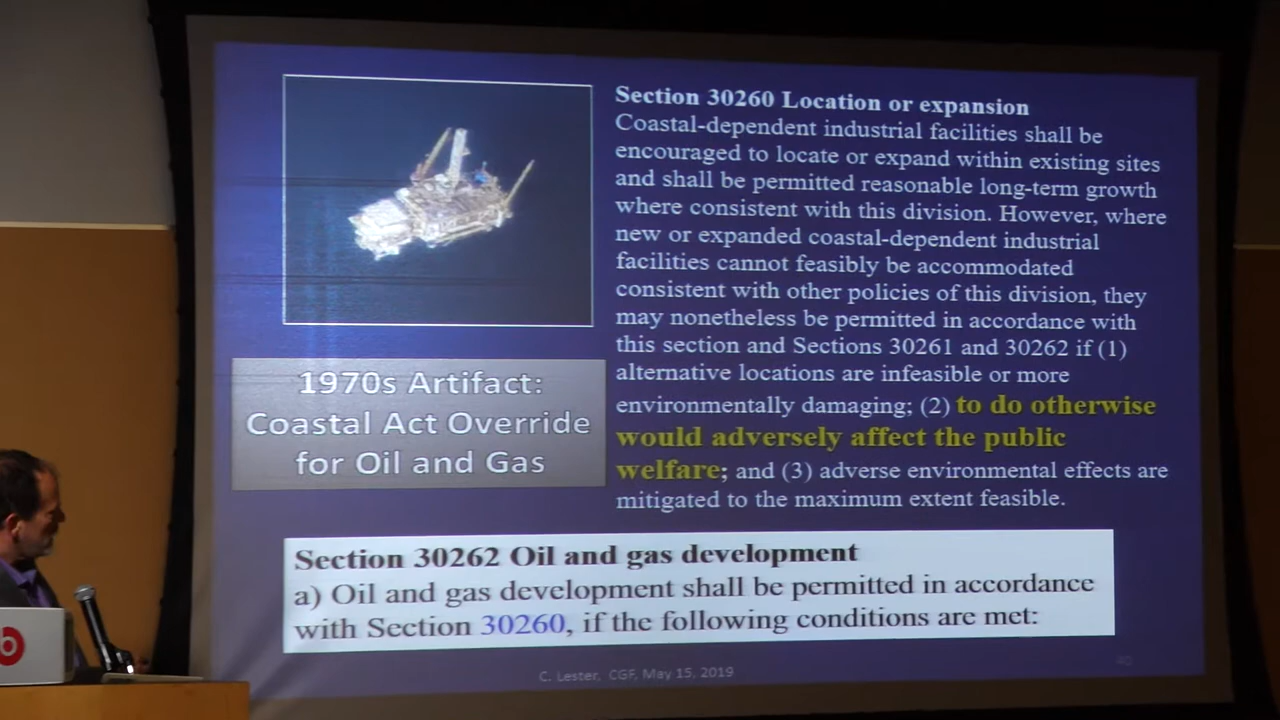 Section 30260 Location or expansion
Coastal-dependent industrial facilities shall be
encouraged to locate or expand within existing sites
and shall be permitted reasonable long-term growth
where consistent with this division. However, where
new or expanded coastal-dependent industrial
facilities cannot feasibly be accommodated
consistent with other policies of this division, they
may nonetheless be permitted in accordance with
this section and Sections 30261 and 30262 if (1)
alternative locations are infeasible or more
environmentally damaging; (2) to do otherwise
would adversely affect the public
welfare; and (3) adverse environmental effects are
mitigated to the maximum extent feasible.
1970s Artifact:
Coastal Act Override
for Oil and Gas
Section 30262 Oil and gas development
a) Oil and gas development shall be permitted in accordance
with Section 30260, if the following conditions are met:
C. Lester, CGF, May 15, 2019
40